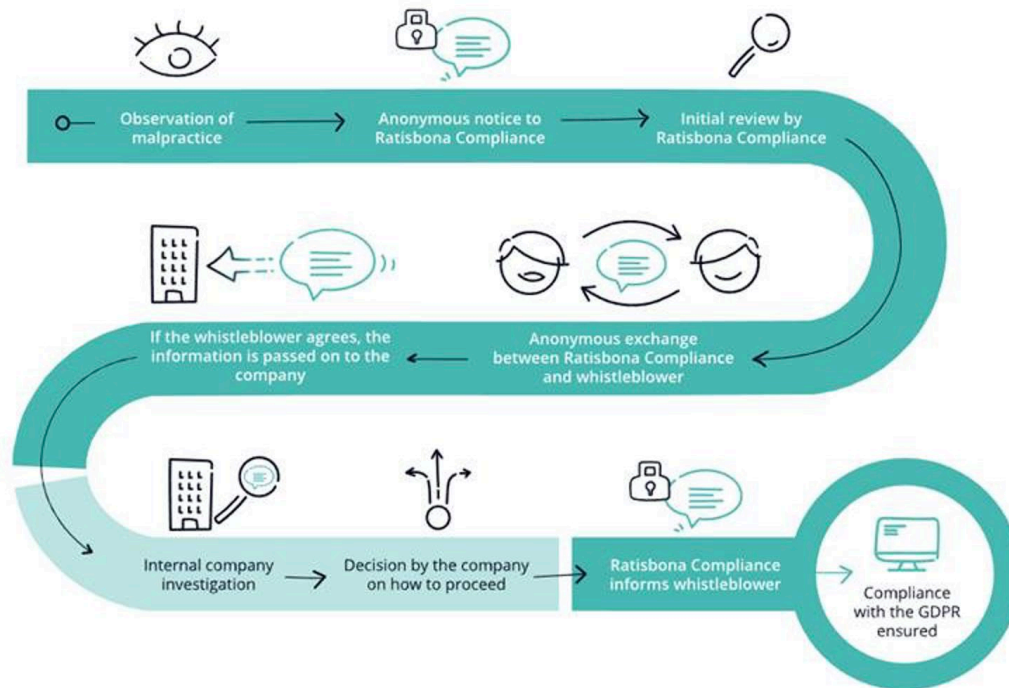 Observation of
malpractice
Anonymous notice to
Ratisbona Compliance
Initial review by
Ratisbona Compliance
If the whistleblower agrees, the
information is passed on to the
company
Anonymous exchange
between Ratisbona Compliance
and whistleblower
Internal company
investigation
Decision by the company
on how to proceed
Ratisbona Compliance
informs whistleblower
Compliance
with the GDPR
ensured